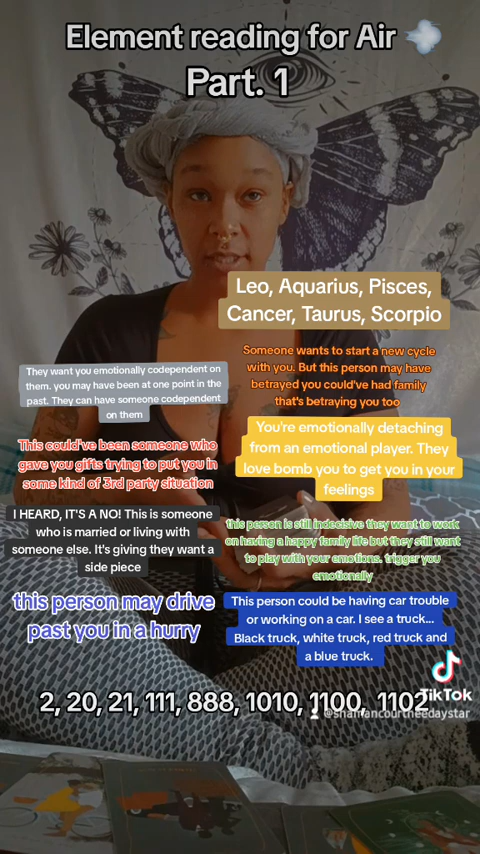 Element reading for Air
Part. 1
Leo, Aquarius, Pisces,
Cancer, Taurus, Scorpio
Someone wants to start a new cycle
with you. But this person may have
betrayed you could've had family
that's betraying you too
They want you emotionally codependent on
them. you may have been at one point in the
past. They can have someone codependent
on them
You're emotionally detaching
from an emotional player. They
love bomb you to get you in your
feelings
This could've been someone who
gave you gifts trying to put you in
some kind of 3rd party situation
I HEARD, IT'S A NO! This is someone
who is married or living with
someone else. It's giving they want a
side piece
this person is still indecisive they want to work
on having a happy family life but they still want
to play with your emotions. trigger you
emotionally
this person may drive
past you in a hurry
This person could be having car trouble
or working on a car. I see a truck...
Black truck, white truck, red truck and
a blue truck.
2, 20, 21, 111, 888, 1010, 1100, 1102
TikTok
@shamancourtneedaystar